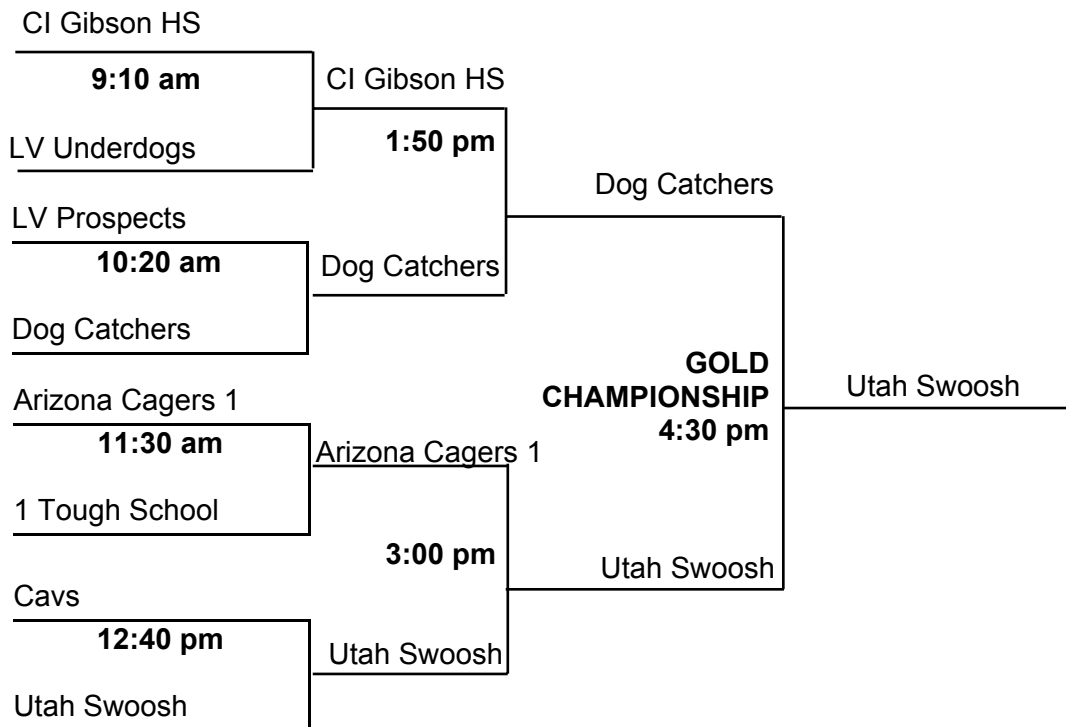 CI Gibson HS
9:10 am
CI Gibson HS
LV Underdogs
1:50 pm
Dog Catchers
LV Prospects
10:20 am
Dog Catchers
Dog Catchers
GOLD
CHAMPIONSHIP
4:30 pm
Utah Swoosh
Arizona Cagers 1
11:30 am
Arizona Cagers 1
1 Tough School
3:00 pm
Utah Swoosh
Cavs
12:40 pm
Utah Swoosh
Utah Swoosh